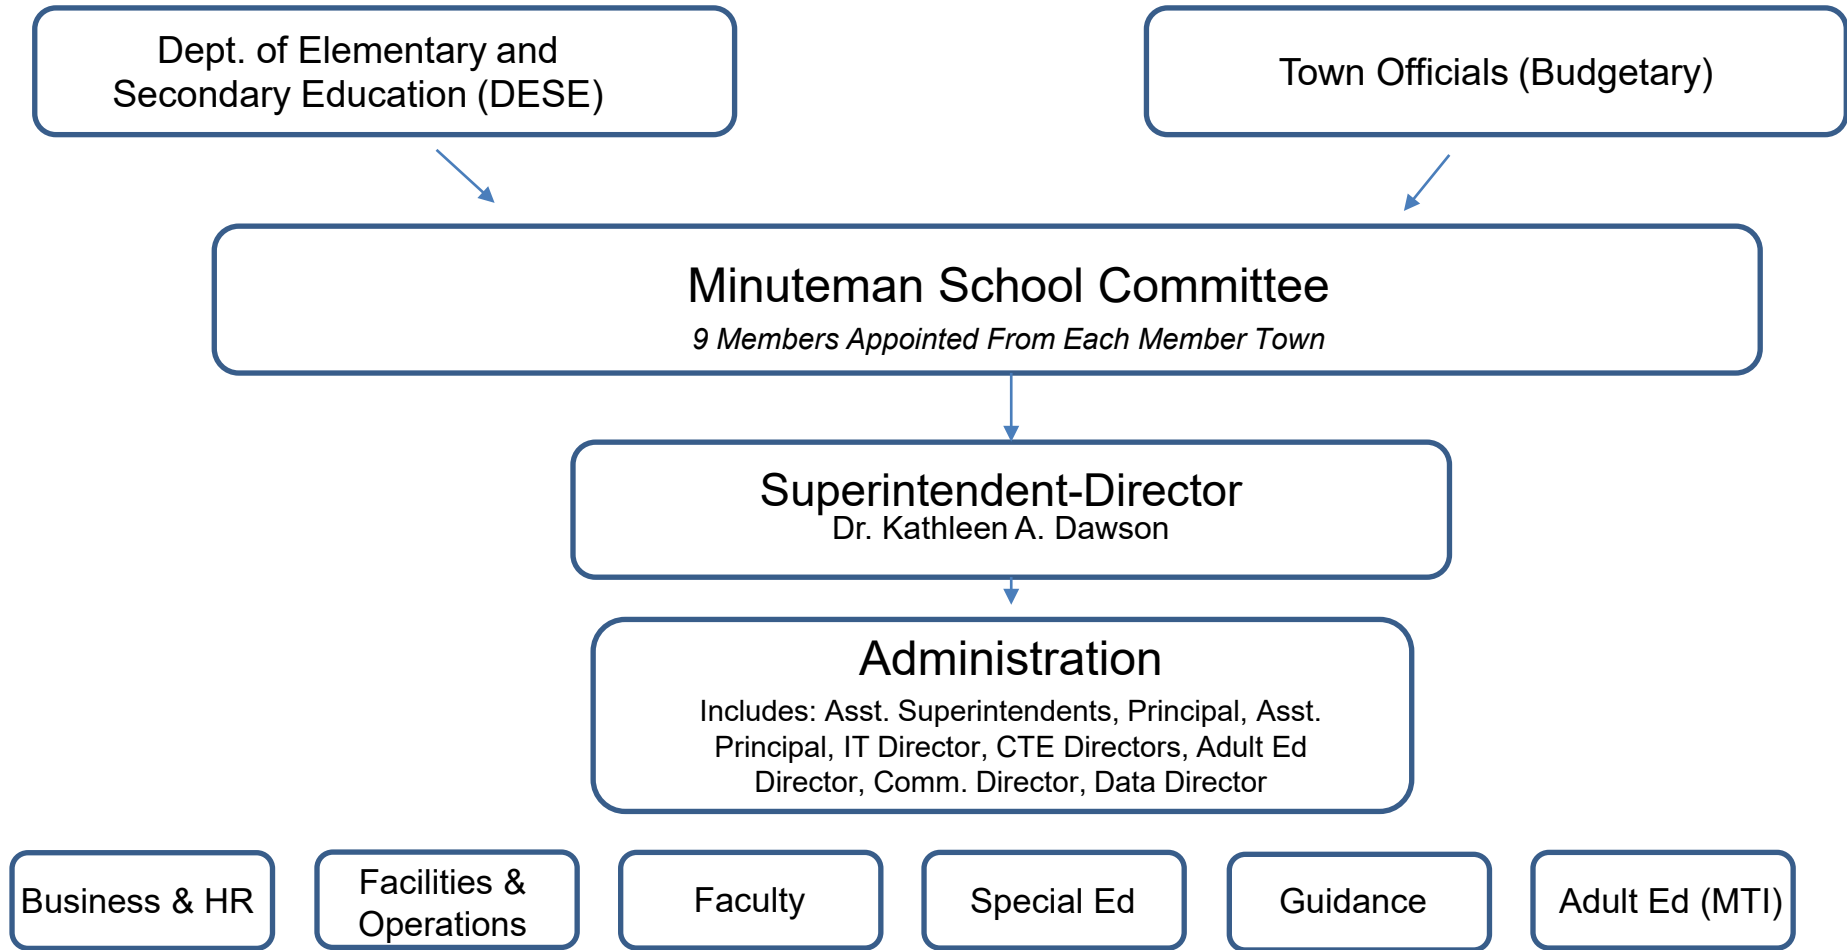 Dept. of Elementary and
Secondary Education (DESE)
Town Officials (Budgetary)
Minuteman School Committee
9 Members Appointed From Each Member Town
Superintendent-Director
Dr. Kathleen A. Dawson
Administration
Includes: Asst. Superintendents, Principal, Asst.
Principal, IT Director, CTE Directors, Adult Ed
Director, Comm. Director, Data Director
Business & HR
Facilities &
Operations
Faculty
Special Ed
Guidance
Adult Ed (MTI)